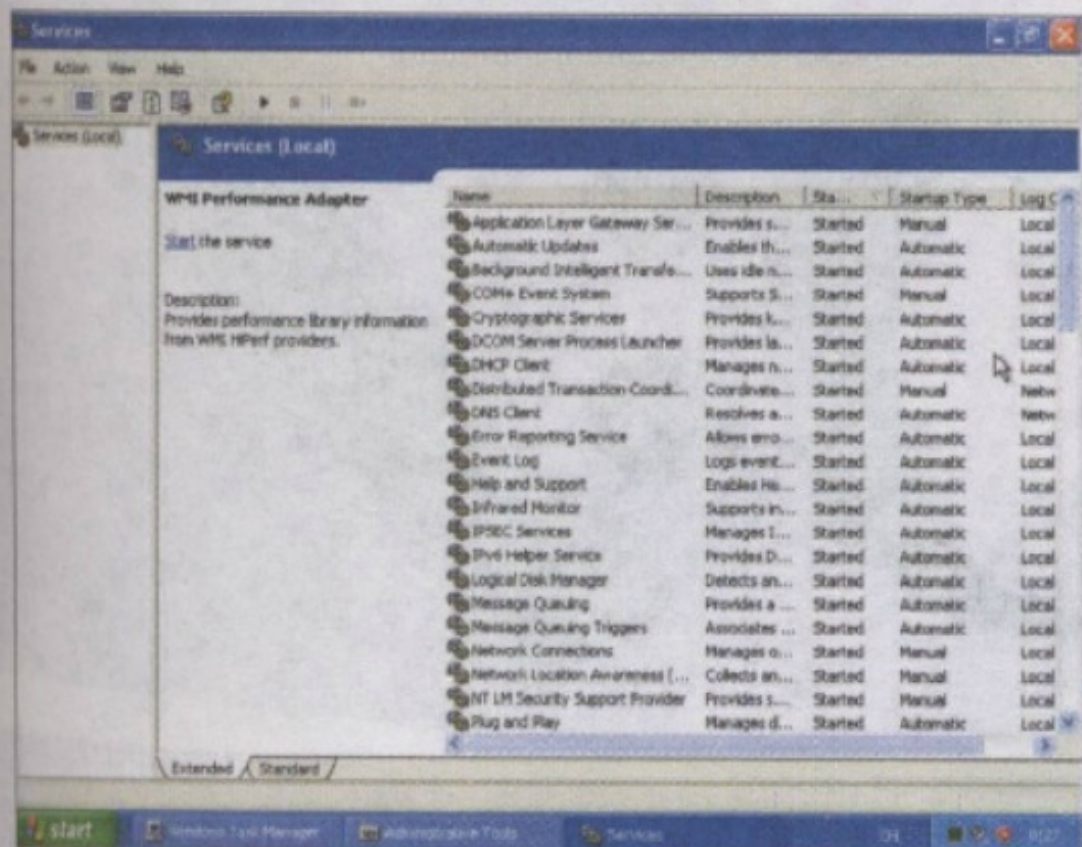 Services
File Action View Help
Services (Local)
Services (Local)
WMI Performance Adapter
Start the service
Description:
Provides performance library information
from WMI HiPerf providers.
Name Description Sta... Startup Type Log O
Application Layer Gateway Ser... Provides s... Started Manual Local
Automatic Updates Enables th... Started Automatic Local
Background Intelligent Transfe... Uses idle n... Started Automatic Local
COM+ Event System Supports S... Started Manual Local
Cryptographic Services Provides k... Started Automatic Local
DCOM Server Process Launcher Provides la... Started Automatic Local
DHCP Client Manages n... Started Automatic Local
Distributed Transaction Coordi... Coordinate... Started Manual Netw
DNS Client Resolves a... Started Automatic Netw
Error Reporting Service Allows erro... Started Automatic Local
Event Log Logs event... Started Automatic Local
Help and Support Enables He... Started Automatic Local
Infrared Monitor Supports in... Started Automatic Local
IPSEC Services Manages I... Started Automatic Local
IPv6 Helper Service Provides D... Started Automatic Local
Logical Disk Manager Detects an... Started Automatic Local
Message Queuing Provides a ... Started Automatic Local
Message Queuing Triggers Associates ... Started Automatic Local
Network Connections Manages o... Started Manual Local
Network Location Awareness (... Collects an... Started Manual Local
NT LM Security Support Provider Provides s... Started Manual Local
Plug and Play Manages d... Started Automatic Local
Extended Standard
start Windows Task Manager Administrative Tools Services